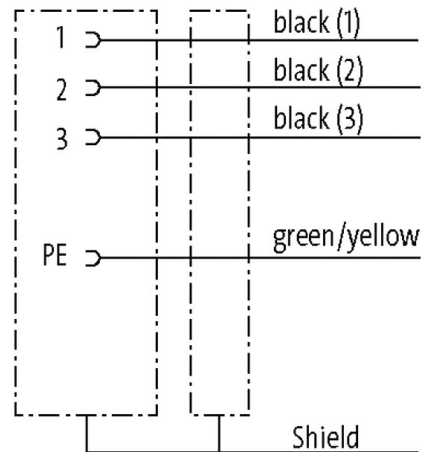 1 black (1)
2 black (2)
3 black (3)
PE green/yellow
Shield